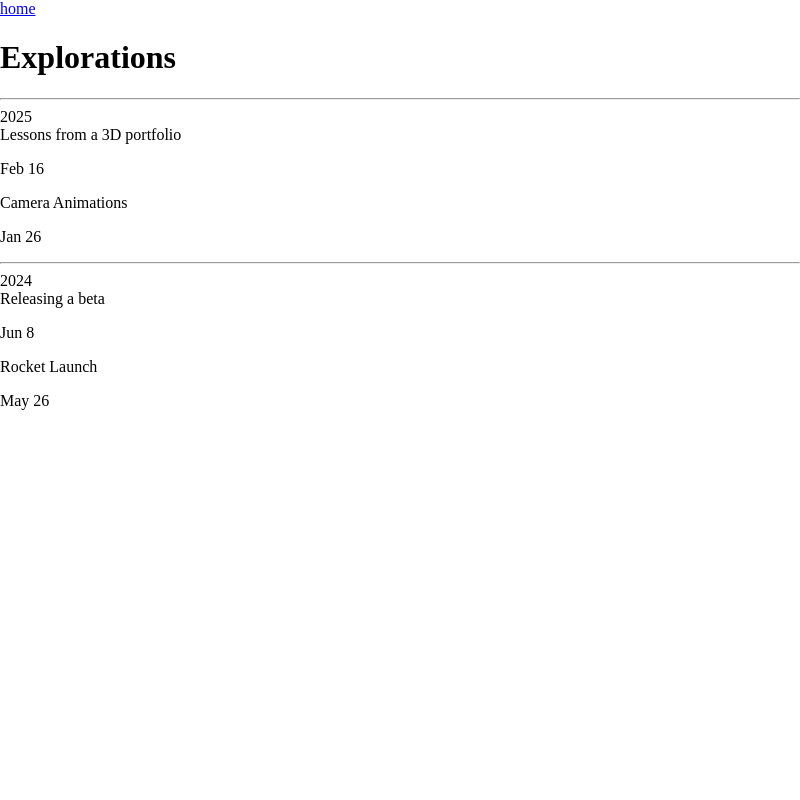 home
Explorations
2025
Lessons from a 3D portfolio
Feb 16
Camera Animations
Jan 26
2024
Releasing a beta
Jun 8
Rocket Launch
May 26